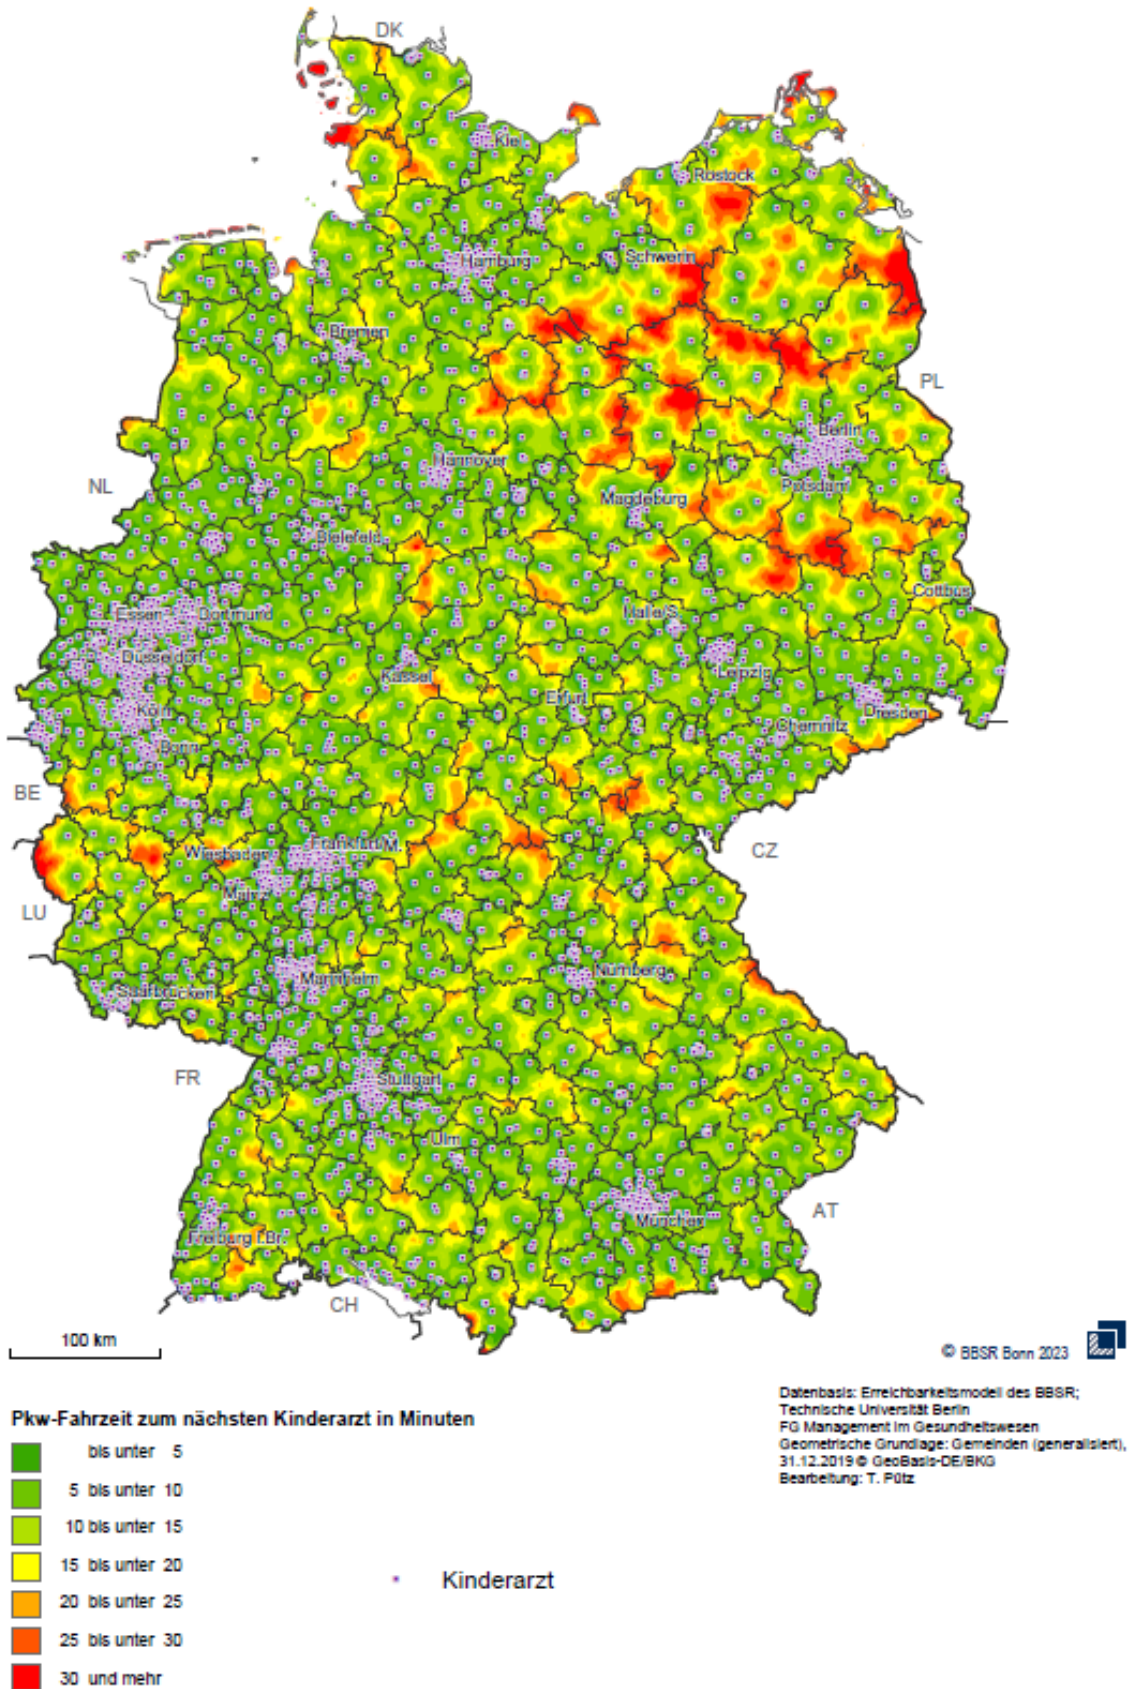 DK
Kiel
Rostock
Hamburg
Schwerin
Bremen
PL
Berlin
Hannover
NL
Potsdam
Magdeburg
Bielefeld
Cottbus
Essen
Dortmund
Halle/S.
Düsseldorf
Leipzig
Kassel
Erfurt
Köln
Dresden
Chemnitz
Bonn
BE
Wiesbaden
Frankfurt/M.
CZ
Mainz
LU
Nürnberg
Mannheim
Saarbrücken
FR
Stuttgart
Ulm
AT
München
Freiburg i.Br.
CH
100 km
© BBSR Bonn 2023
Datenbasis: Erreichbarkeitsmodell des BBSR;
Technische Universität Berlin
FG Management im Gesundheitswesen
Geometrische Grundlage: Gemeinden (generalisiert),
31.12.2019 © GeoBasis-DE/BKG
Bearbeitung: T. Pütz
Pkw-Fahrzeit zum nächsten Kinderarzt in Minuten
bis unter 5
5 bis unter 10
10 bis unter 15
15 bis unter 20
20 bis unter 25
25 bis unter 30
30 und mehr
Kinderarzt